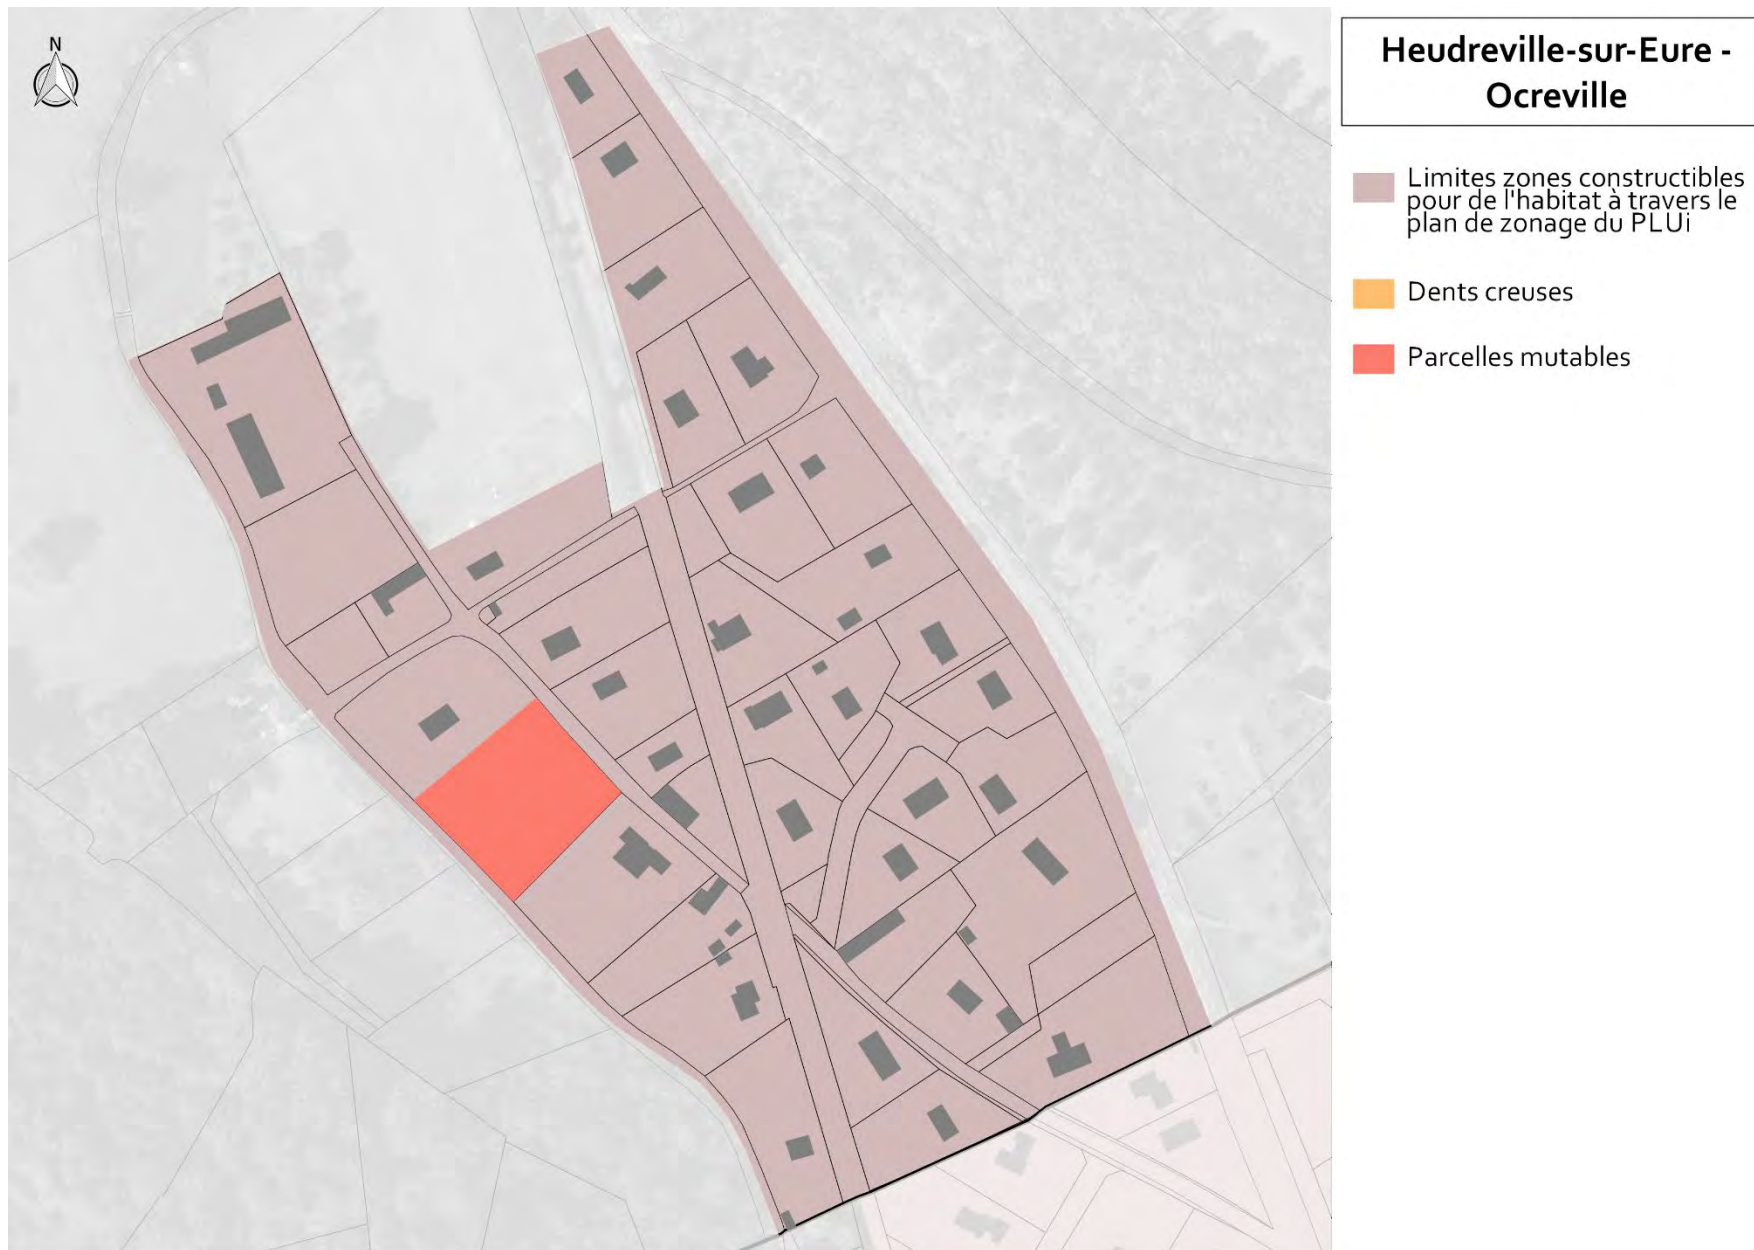 N
Heudreville-sur-Eure -
Ocreville
Limites zones constructibles
pour de l'habitat à travers le
plan de zonage du PLUi
Dents creuses
Parcelles mutables